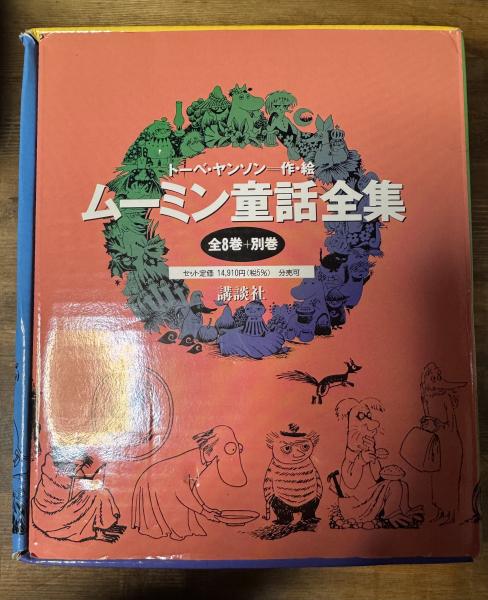 トーベ・ヤンソン=作・絵
ムーミン童話全集
全8巻+別巻
セット定価 14,910円(税5%) 分売可
講談社